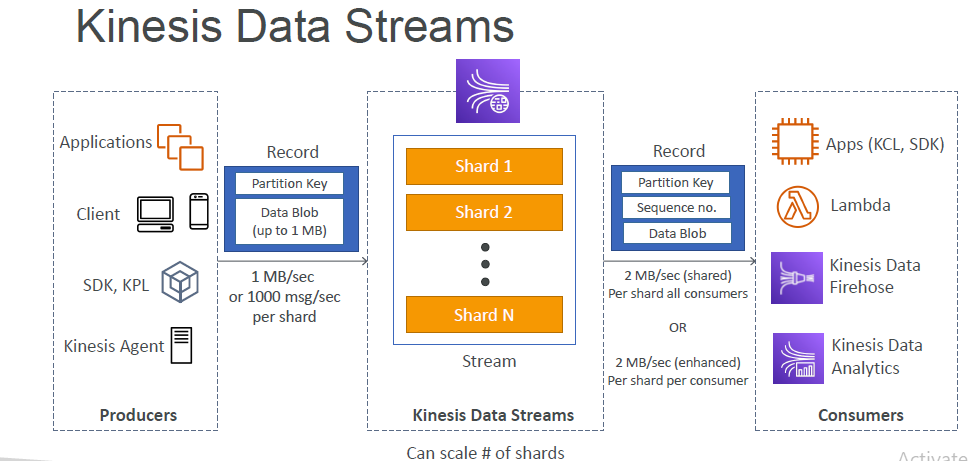 Kinesis Data Streams
Applications
Client
SDK, KPL
Kinesis Agent
Producers
Record
Partition Key
Data Blob
(up to 1 MB)
1 MB/sec
or 1000 msg/sec
per shard
Shard 1
Shard 2
Shard N
Stream
Kinesis Data Streams
Can scale # of shards
Record
Partition Key
Sequence no.
Data Blob
2 MB/sec (shared)
Per shard all consumers
OR
2 MB/sec (enhanced)
Per shard per consumer
Apps (KCL, SDK)
Lambda
Kinesis Data
Firehose
Kinesis Data
Analytics
Consumers
Activate